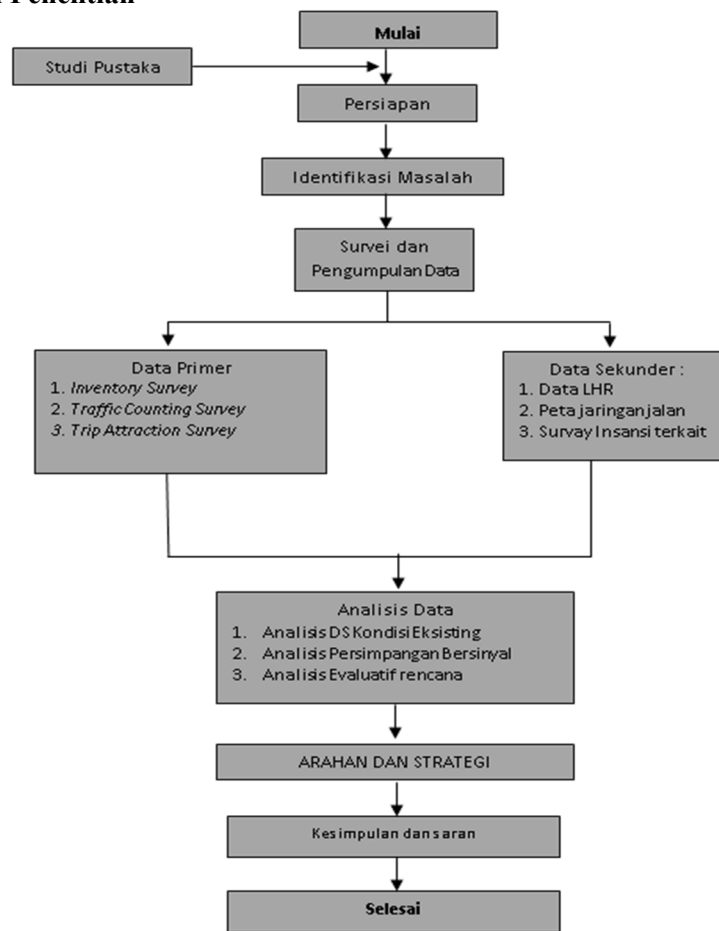 Penelitian
Mulai
Studi Pustaka
Persiapan
Identifikasi Masalah
Survei dan
Pengumpulan Data
Data Primer
1. Inventory Survey
2. Traffic Counting Survey
3. Trip Attraction Survey
Data Sekunder :
1. Data LHR
2. Peta jaringan jalan
3. Survay Insansi terkait
Analisis Data
1. Analisis DS Kondisi Eksisting
2. Analisis Persimpangan Bersinyal
3. Analisis Evaluatif rencana
ARAHAN DAN STRATEGI
Kesimpulan dan saran
Selesai